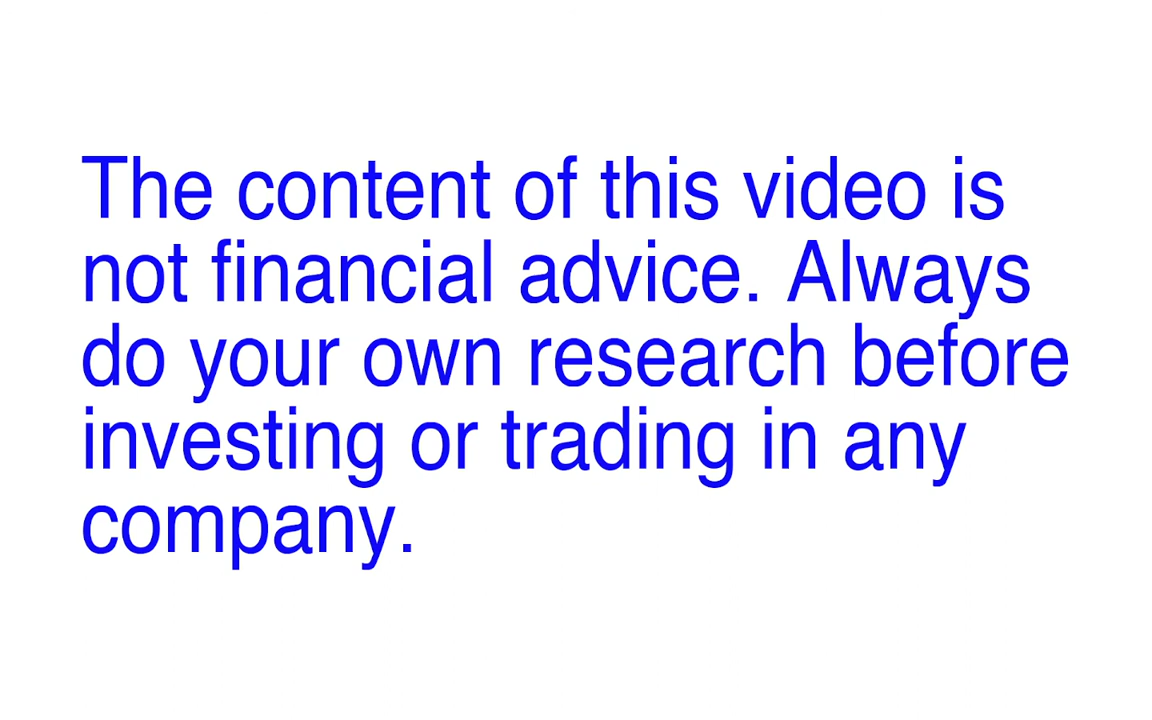 The content of this video is
not financial advice. Always
do your own research before
investing or trading in any
company.